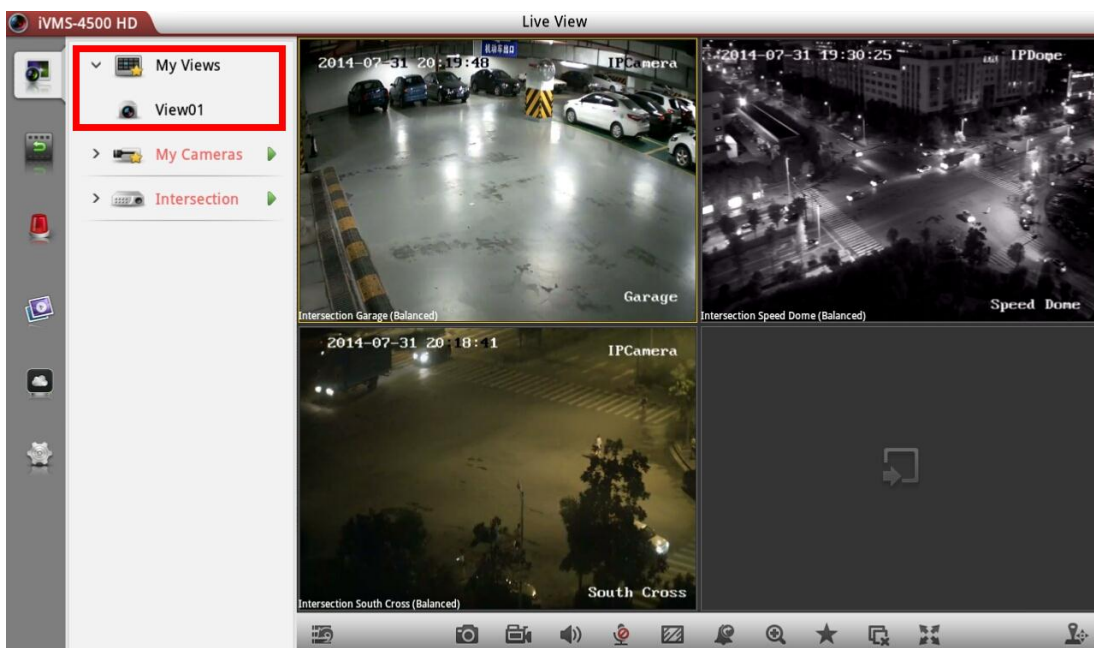 iVMS-4500 HD
Live View
My Views
View01
My Cameras
Intersection
2014-07-31 20:19:48
IPCamera
Garage
Intersection Garage (Balanced)
2014-07-31 19:30:25
IPDome
Speed Dome
Intersection Speed Dome (Balanced)
2014-07-31 20:18:41
IPCamera
South Cross
Intersection South Cross (Balanced)